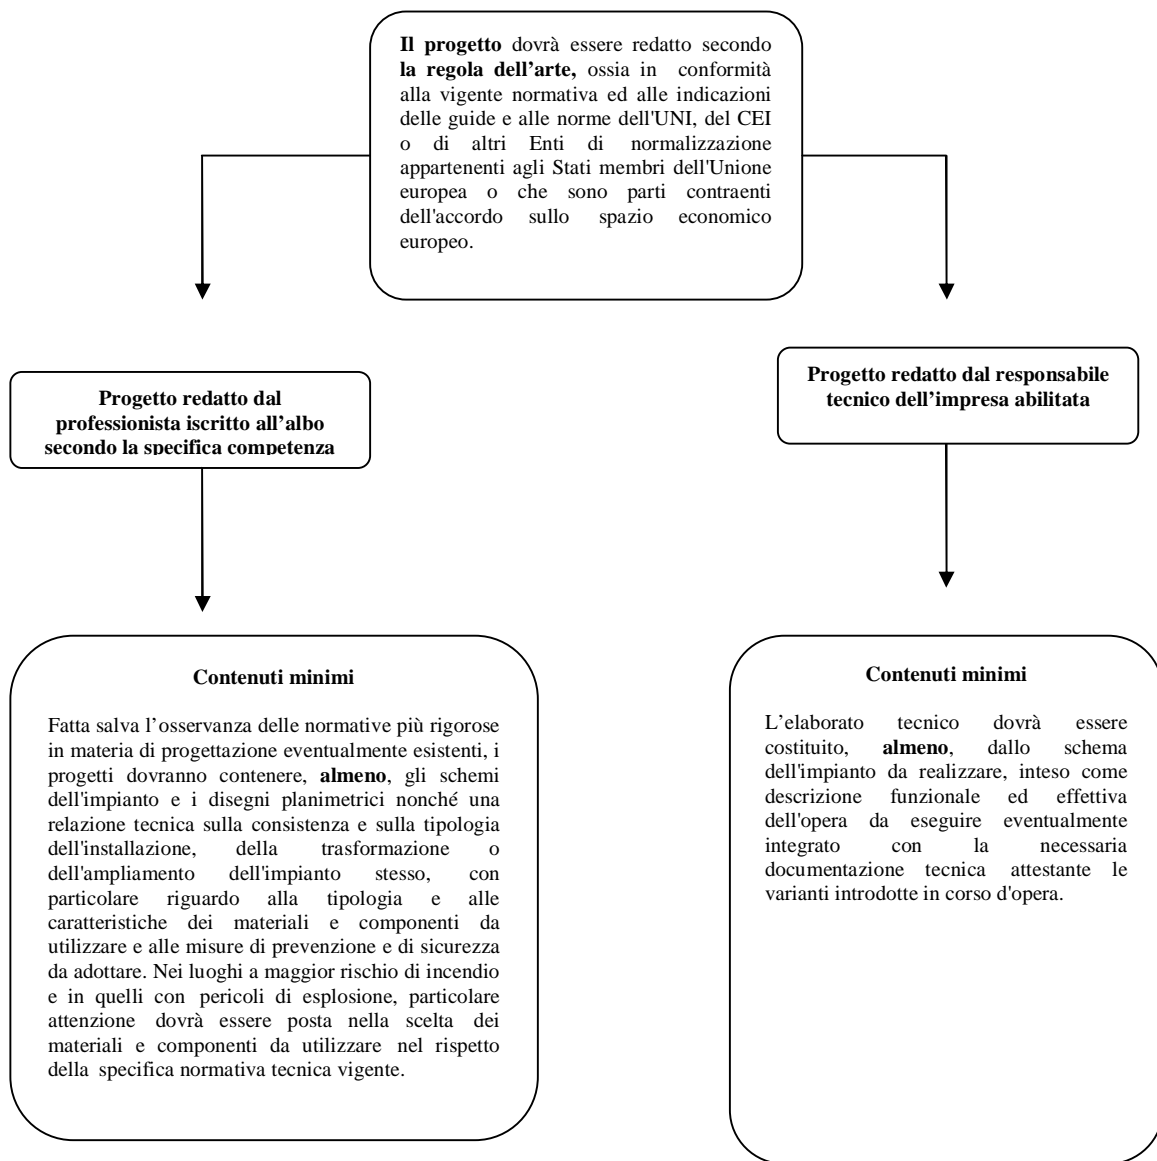 Il progetto dovrà essere redatto secondo
la regola dell'arte, ossia in conformità
alla vigente normativa ed alle indicazioni
delle guide e alle norme dell'UNI, del CEI
o di altri Enti di normalizzazione
appartenenti agli Stati membri dell'Unione
europea o che sono parti contraenti
dell'accordo sullo spazio economico
europeo.
Progetto redatto dal
professionista iscritto all'albo
secondo la specifica competenza
Progetto redatto dal responsabile
tecnico dell'impresa abilitata
Contenuti minimi
Fatta salva l'osservanza delle normative più rigorose
in materia di progettazione eventualmente esistenti, i
progetti dovranno contenere, almeno, gli schemi
dell'impianto e i disegni planimetrici nonché una
relazione tecnica sulla consistenza e sulla tipologia
dell'installazione, della trasformazione o
dell'ampliamento dell'impianto stesso, con
particolare riguardo alla tipologia e alle
caratteristiche dei materiali e componenti da
utilizzare e alle misure di prevenzione e di sicurezza
da adottare. Nei luoghi a maggior rischio di incendio
e in quelli con pericoli di esplosione, particolare
attenzione dovrà essere posta nella scelta dei
materiali e componenti da utilizzare nel rispetto
della specifica normativa tecnica vigente.
Contenuti minimi
L'elaborato tecnico dovrà essere
costituito, almeno, dallo schema
dell'impianto da realizzare, inteso come
descrizione funzionale ed effettiva
dell'opera da eseguire eventualmente
integrato con la necessaria
documentazione tecnica attestante le
varianti introdotte in corso d'opera.